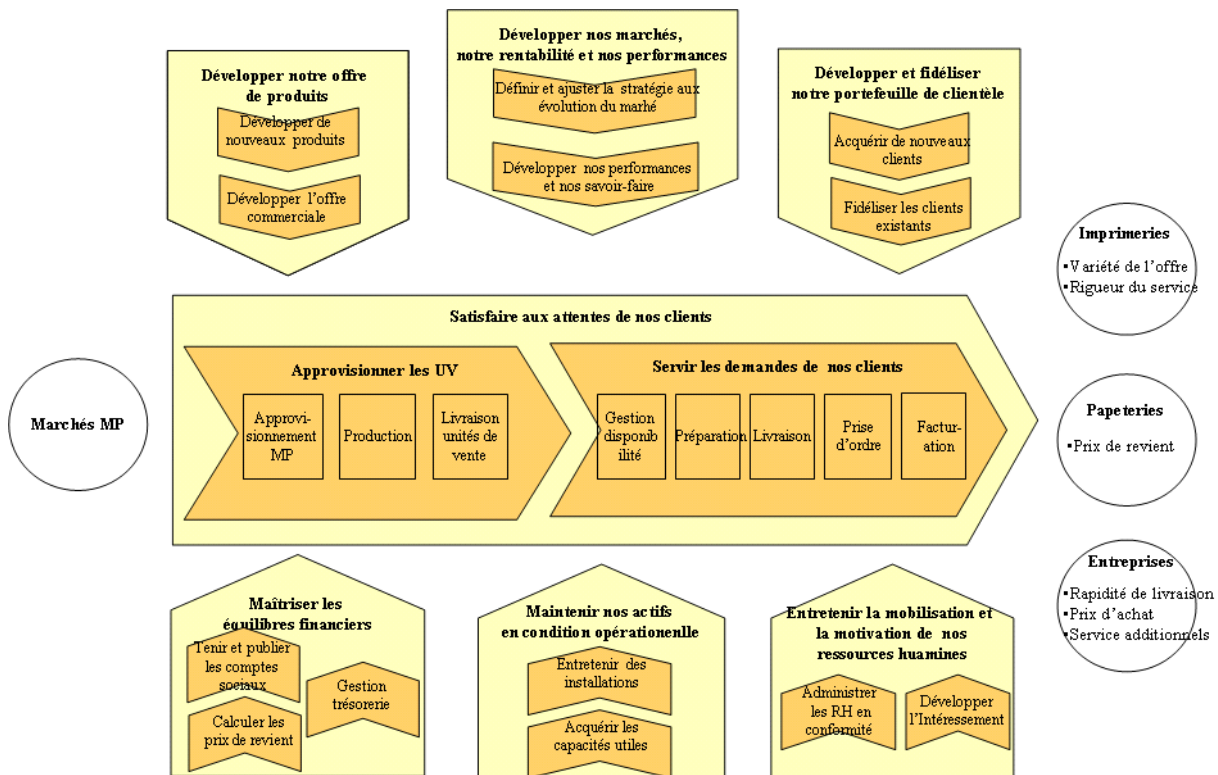 Développer notre offre
de produits
Développer de
nouveaux produits
Développer l'offre
commerciale
Développer nos marchés,
notre rentabilité et nos performances
Définir et ajuster la stratégie aux
évolution du marhé
Développer nos performances
et nos savoir-faire
Développer et fidéliser
notre portefeuille de clientèle
Acquérir de nouveaux
clients
Fidéliser les clients
existants
Imprimeries
▪Variété de l'offre
▪Rigueur du service
Satisfaire aux attentes de nos clients
Marchés MP
Approvisionner les UV
Approvi-
sionnement
MP
Production
Livraison
unités de
vente
Servir les demandes de nos clients
Gestion
disponib
ilité
Préparation
Livraison
Prise
d'ordre
Factur-
ation
Papeteries
▪Prix de revient
Entreprises
▪Rapidité de livraison
▪Prix d'achat
▪Service additionnels
Maîtriser les
équilibres financiers
Tenir et publier
les comptes
sociaux
Gestion
trésorerie
Calculer les
prix de revient
Maintenir nos actifs
en condition opérationenlle
Entretenir des
installations
Acquérir les
capacités utiles
Entretenir la mobilisation et
la motivation de nos
ressources huamines
Administrer
les RH en
conformité
Développer
l'Intéressement